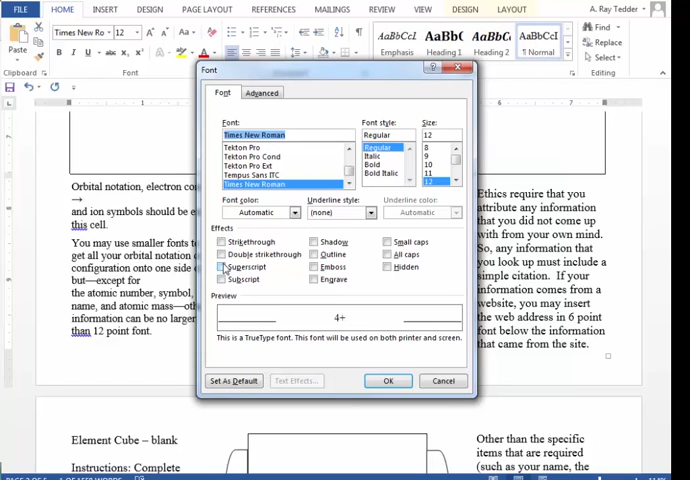 FILE HOME INSERT DESIGN PAGE LAYOUT REFERENCES MAILINGS REVIEW VIEW DESIGN LAYOUT A. Ray Tedder
Paste
Times New Ro 12 A A Aa
AaBbCcL AaBbC AaBbC AaBbCcI
Emphasis Heading 1 Heading 2 ¶ Normal
Find
Replace
Select
Clipboard
Editing
Font
Font Advanced
Font: Font style: Size:
Times New Roman Regular 12
Tekton Pro Regular 8
Tekton Pro Cond Italic 9
Tekton Pro Ext Bold 10
Tempus Sans ITC Bold Italic 11
Times New Roman 12
Font color: Underline style: Underline color:
Automatic (none) Automatic
Effects
Strikethrough Shadow Small caps
Double strikethrough Outline All caps
Superscript Emboss Hidden
Subscript Engrave
Preview
4+
This is a TrueType font. This font will be used on both printer and screen.
Set As Default Text Effects... OK Cancel
Orbital notation, electron co
→
and ion symbols should be e
this cell.
You may use smaller fonts to
get all your orbital notation
configuration onto one side
but—except for
the atomic number, symbol,
name, and atomic mass—
information can be no larger
than 12 point font.
Ethics require that you
attribute any information
that you did not come up
with from your own mind.
So, any information that
you look up must include a
simple citation. If your
information comes from a
website, you may insert
the web address in 6 point
font below the information
that came from the site.
Element Cube – blank
Instructions: Complete
Other than the specific
items that are required
(such as your name, the